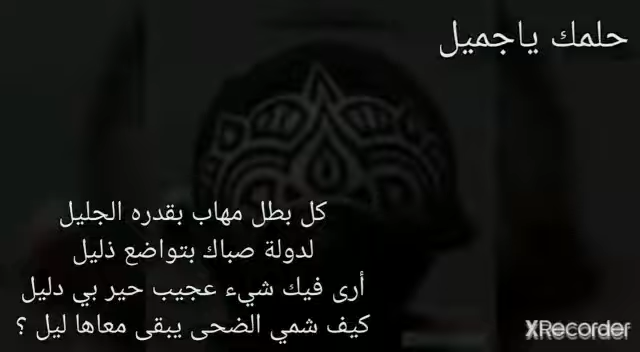 حلمك ياجميل
كل بطل مهاب بقدره الجليل
لدولة صباك بتواضع ذليل
أرى فيك شيء عجيب حير بي دليل
كيف شمي الضحى يبقى معاها ليل ؟
XRecorder